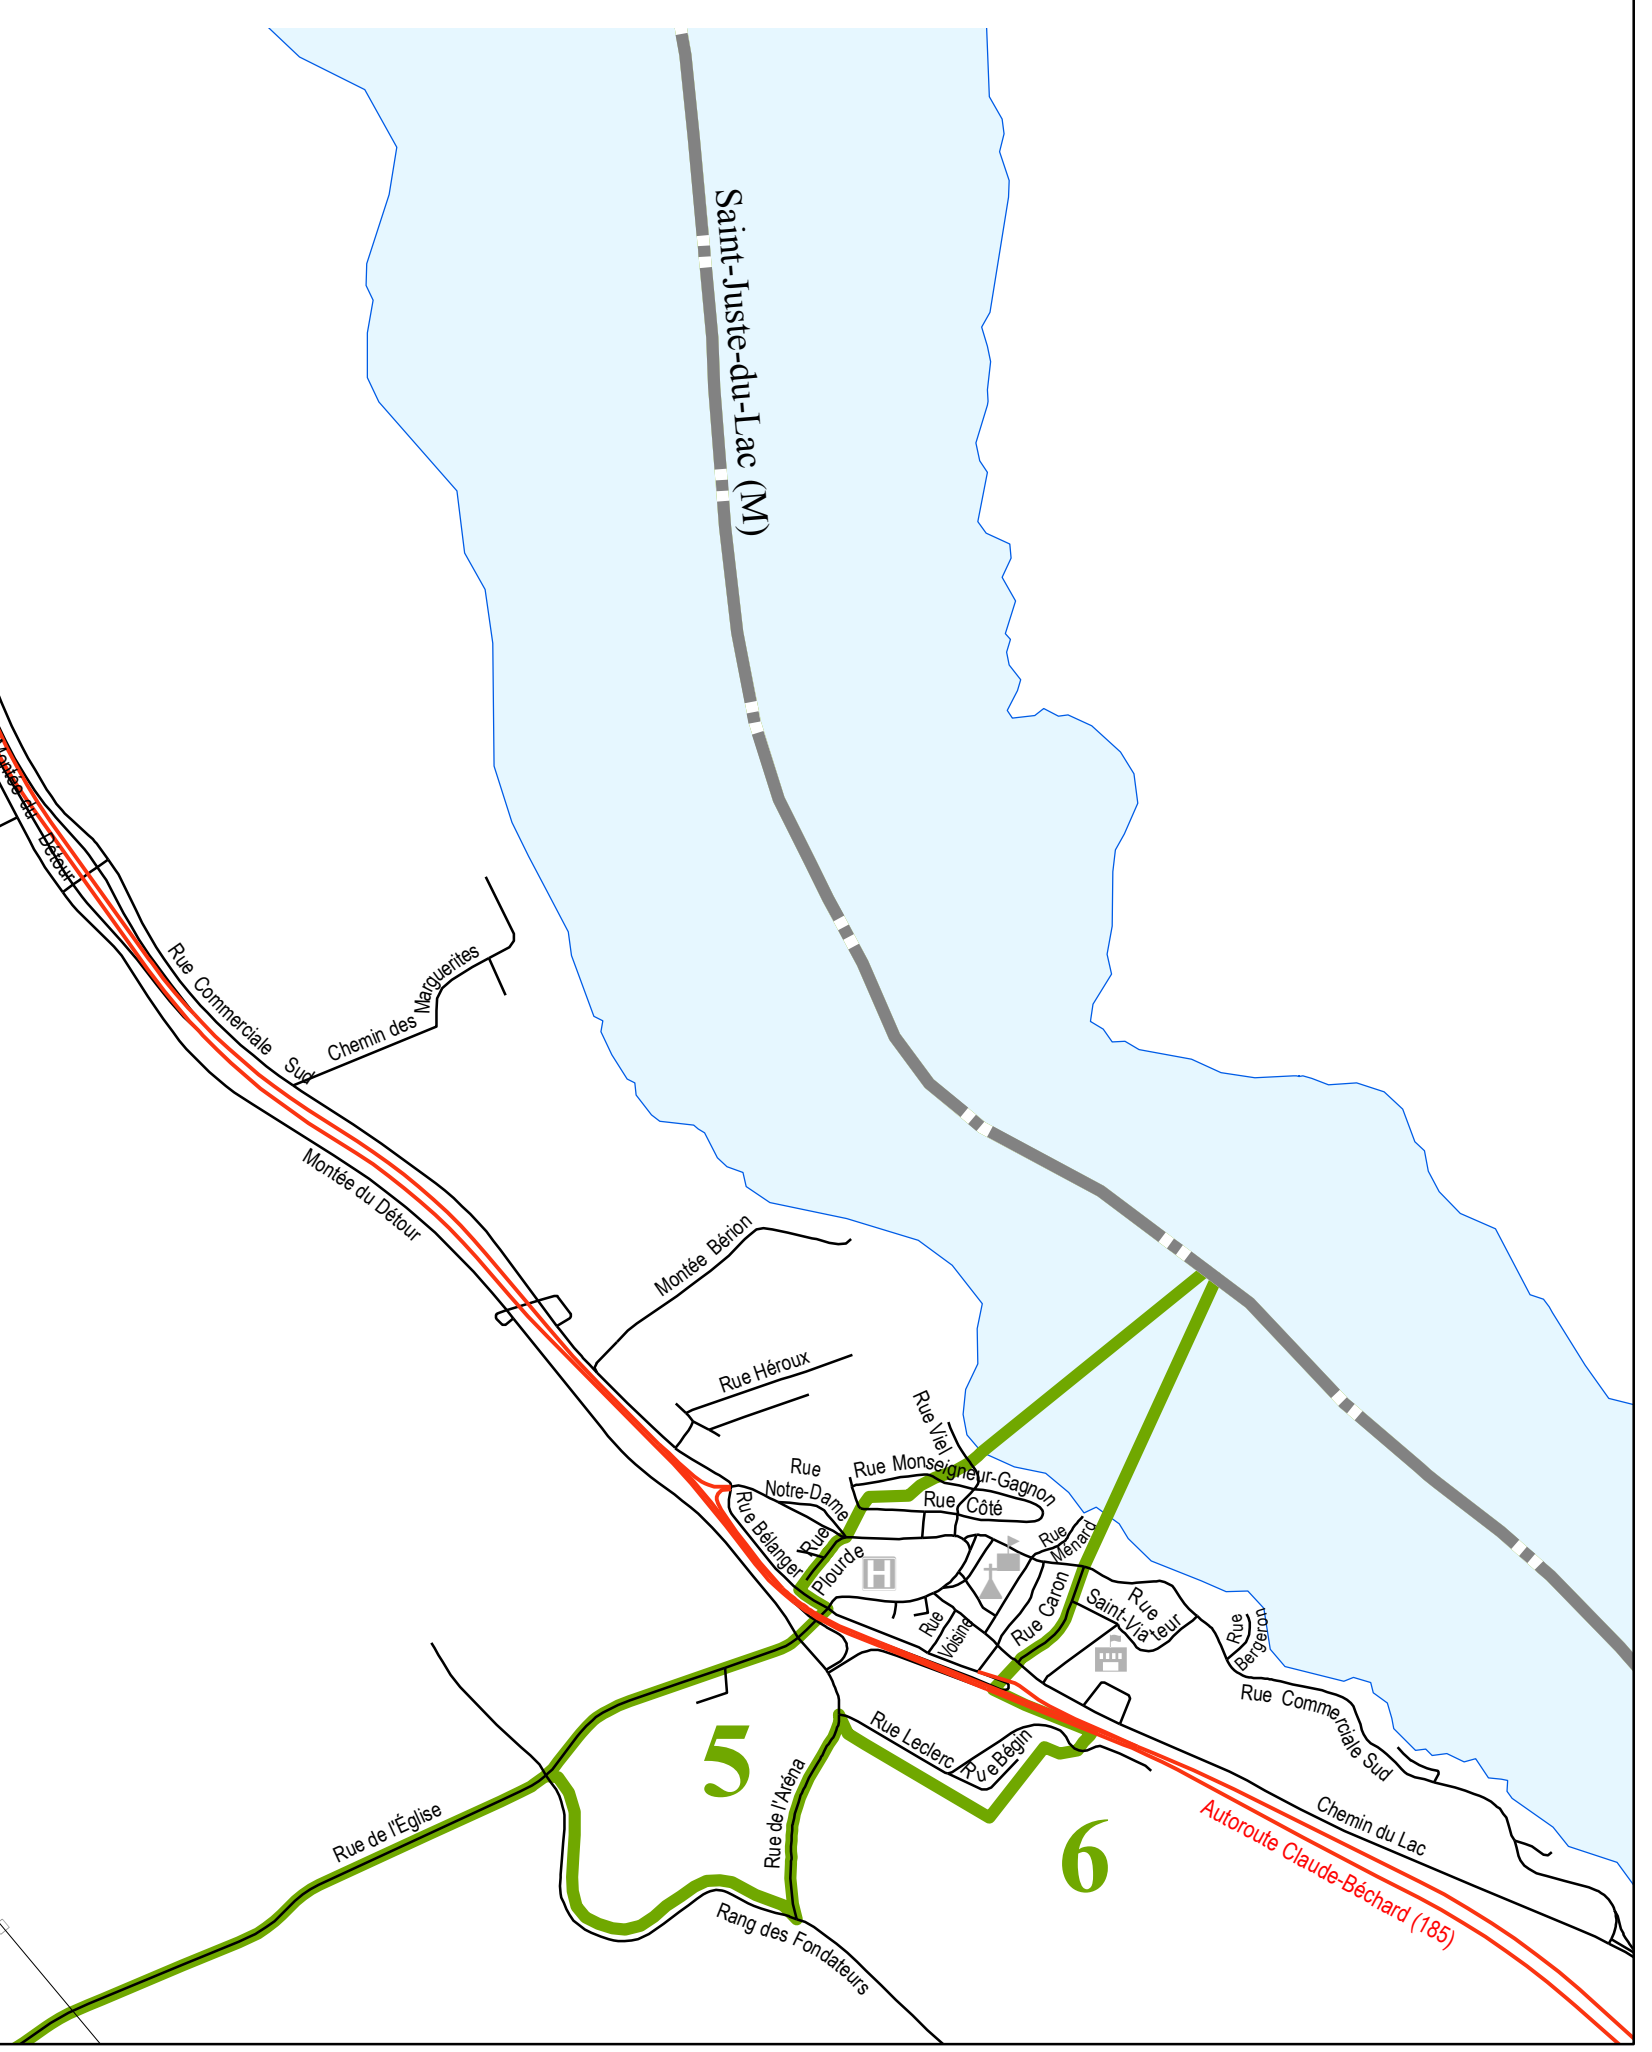 Saint-Juste-du-Lac (M)
Montée du Détour
Rue Commerciale Sud
Chemin des Marguerites
Montée du Détour
Montée Bérion
Rue Héroux
Rue Viel
Rue Monseigneur-Gagnon
Rue
Notre-Dame
Rue Côté
Rue Bélanger
Rue
Plourde
H
Rue
Ménard
Rue Caron
Rue
Saint-Viateur
Rue
Voisine
Rue
Bergeron
Rue Commerciale Sud
Rue Leclerc
Rue Bégin
5
Rue de l'Aréna
6
Rue de l'Église
Chemin du Lac
Autoroute Claude-Béchard (185)
Rang des Fondateurs